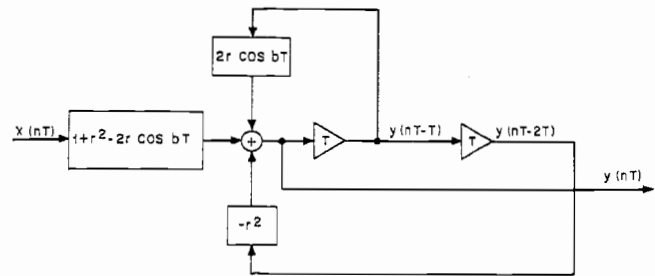 2r COS bT
X (nT)
1+r²-2r COS bT
+
T
y (nT-T)
T
y (nT-2T)
y (nT)
-r²